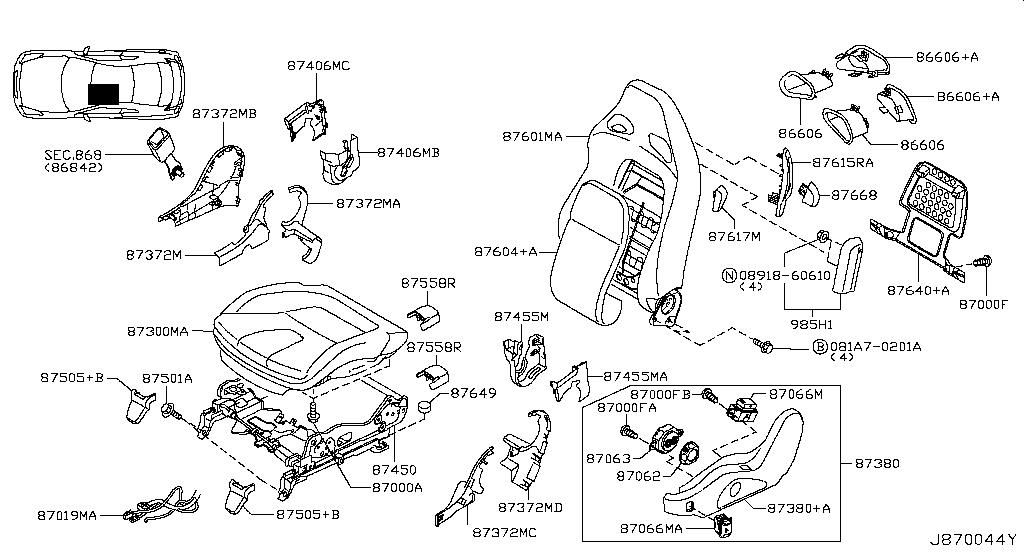 87406MC
87372MB
SEC.868
(86842)
87406MB
87372MA
87372M
87601MA
86606+A
B6606+A
86606
86606
87615RA
87668
87617M
87604+A
N08918-60610
(4)
87640+A
87000F
985H1
B081A7-0201A
(4)
87558R
87300MA
87455M
87558R
87505+B
87501A
87649
87455MA
87000FB
87066M
87000FA
87063
87062
87380
87450
87000A
87380+A
87372MD
87019MA
87505+B
87372MC
87066MA
J870044Y